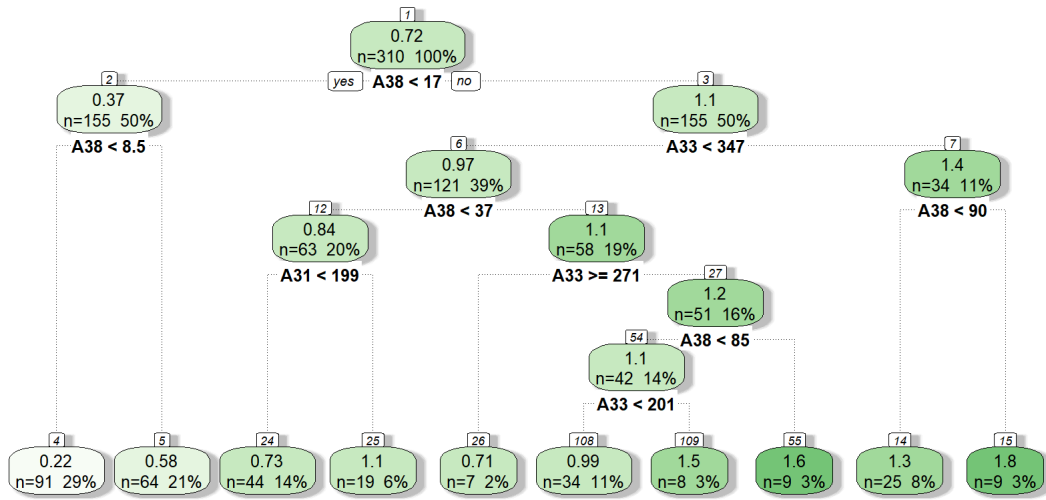 1
0.72
n=310 100%
yes A38 < 17 no
2
0.37
n=155 50%
A38 < 8.5
3
1.1
n=155 50%
A33 < 347
6
0.97
n=121 39%
A38 < 37
7
1.4
n=34 11%
A38 < 90
12
0.84
n=63 20%
A31 < 199
13
1.1
n=58 19%
A33 >= 271
27
1.2
n=51 16%
A38 < 85
54
1.1
n=42 14%
A33 < 201
4
0.22
n=91 29%
5
0.58
n=64 21%
24
0.73
n=44 14%
25
1.1
n=19 6%
26
0.71
n=7 2%
108
0.99
n=34 11%
109
1.5
n=8 3%
55
1.6
n=9 3%
14
1.3
n=25 8%
15
1.8
n=9 3%